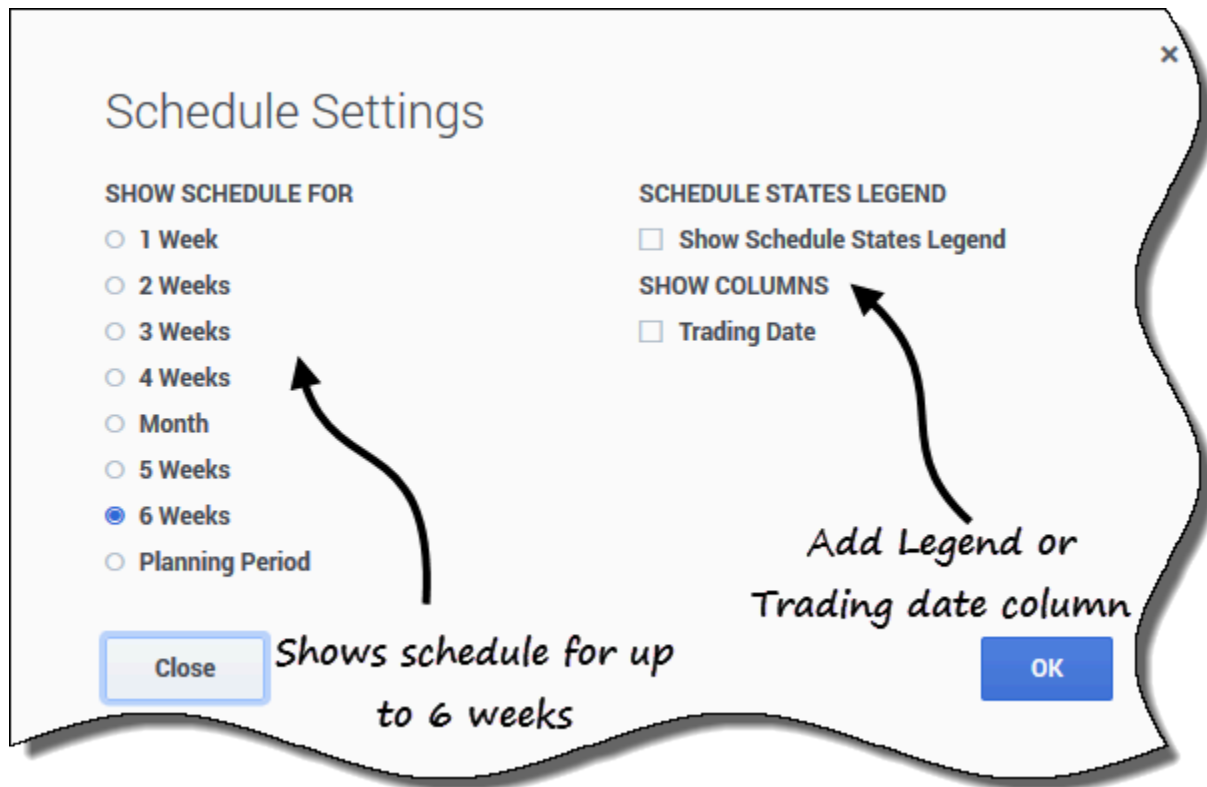 ×
Schedule Settings
SHOW SCHEDULE FOR
1 Week
2 Weeks
3 Weeks
4 Weeks
Month
5 Weeks
6 Weeks
Planning Period
SCHEDULE STATES LEGEND
Show Schedule States Legend
SHOW COLUMNS
Trading Date
Add Legend or
Trading date column
Shows schedule for up
to 6 weeks
Close
OK